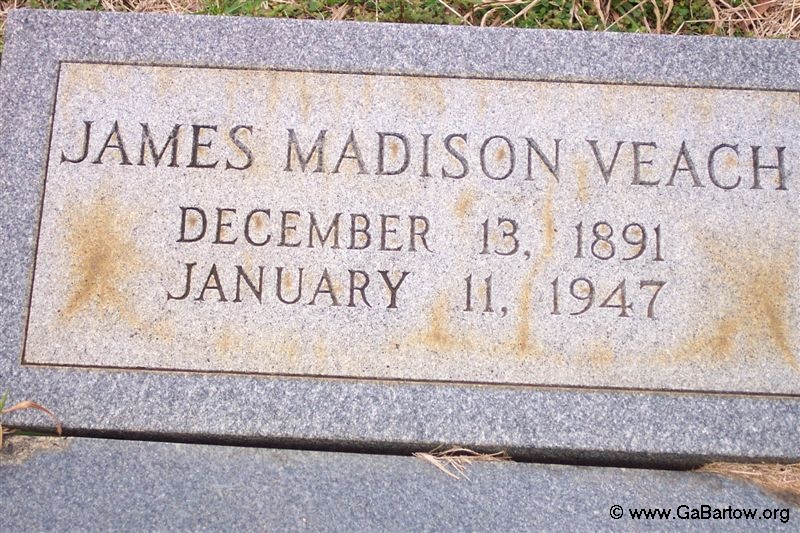 JAMES MADISON VEACH
DECEMBER 13, 1891
JANUARY 11, 1947
© www.GaBartow.org